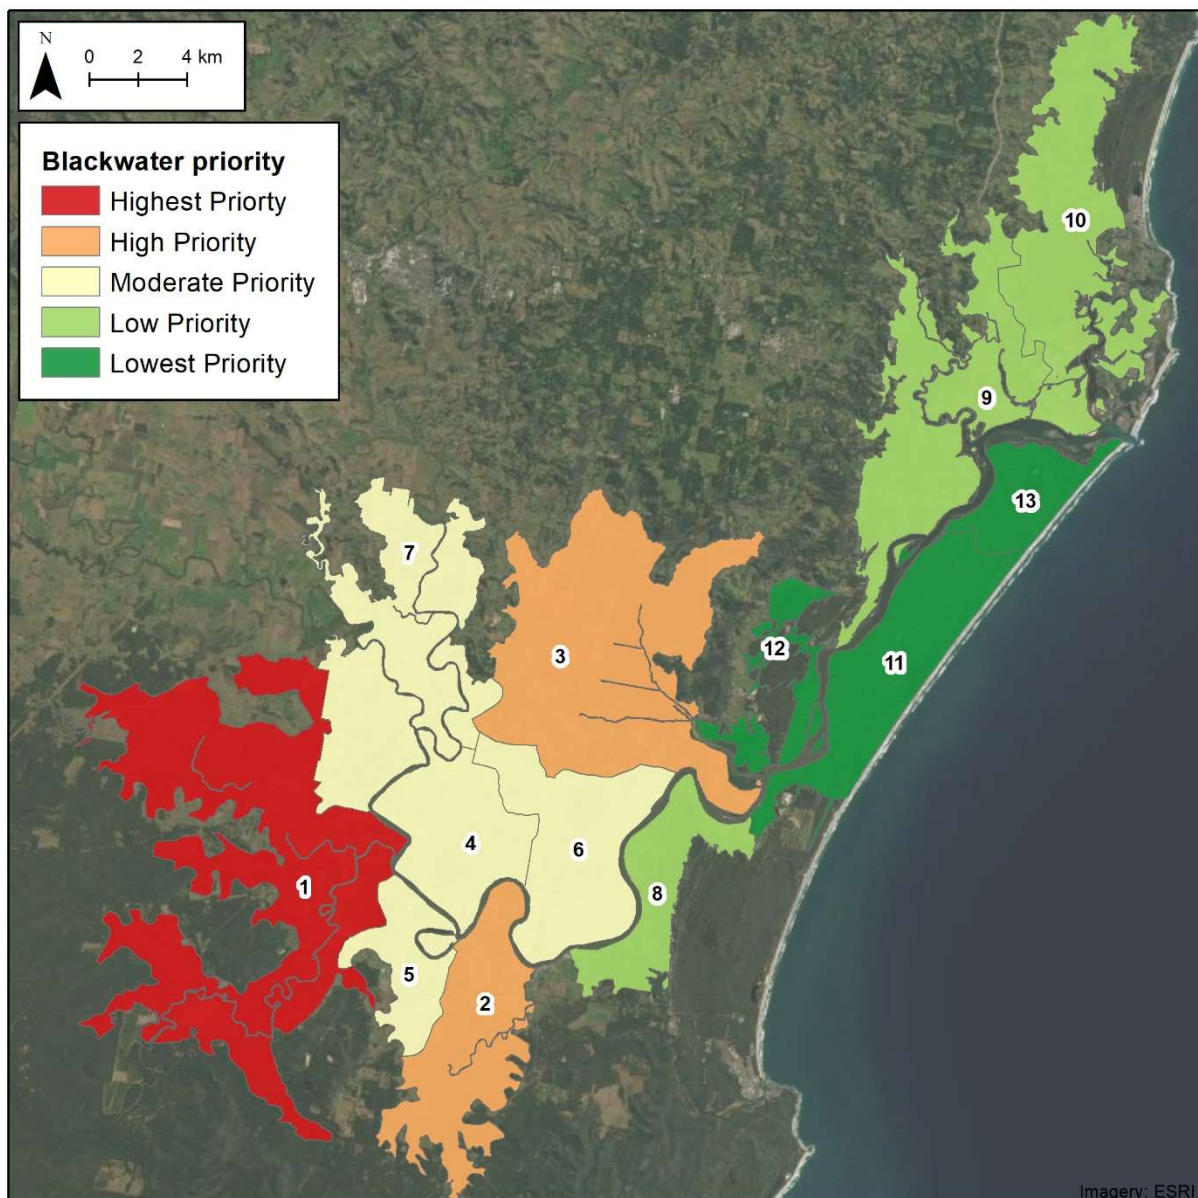 N
0 2 4 km
Blackwater priority
Highest Priorty
High Priority
Moderate Priority
Low Priority
Lowest Priority
10
9
13
7
12
3
11
4
6
1
8
5
2
Imagery: ESRI